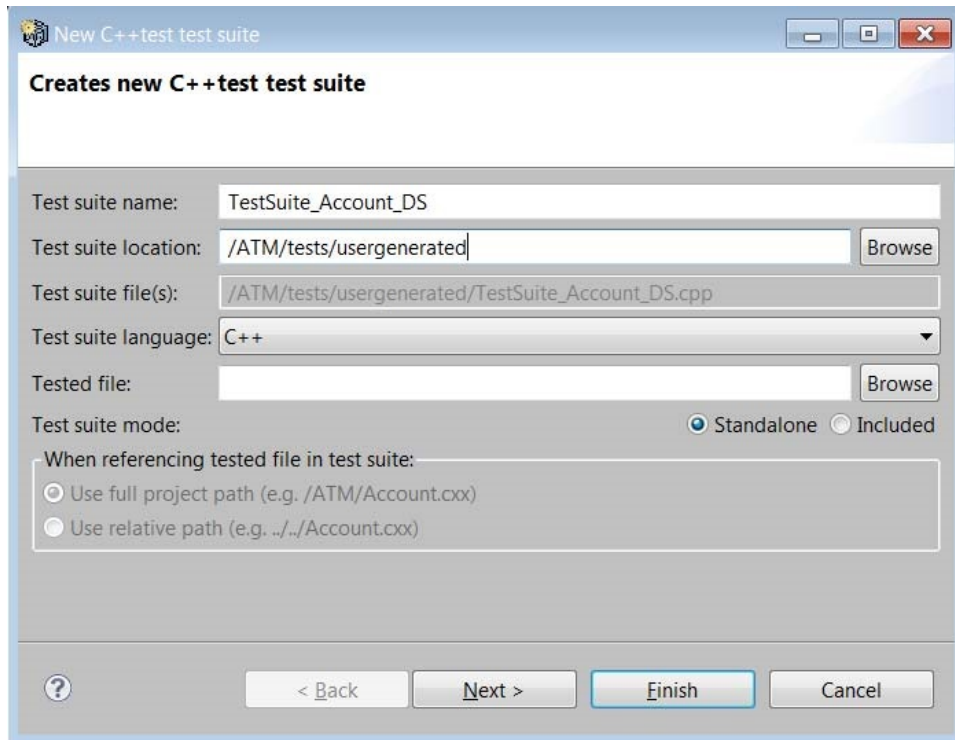 New C++test test suite
Creates new C++test test suite
Test suite name: TestSuite_Account_DS
Test suite location: /ATM/tests/usergenerated Browse
Test suite file(s): /ATM/tests/usergenerated/TestSuite_Account_DS.cpp
Test suite language: C++
Tested file: Browse
Test suite mode: Standalone Included
When referencing tested file in test suite:
Use full project path (e.g. /ATM/Account.cxx)
Use relative path (e.g. ../../Account.cxx)
? < Back Next > Finish Cancel